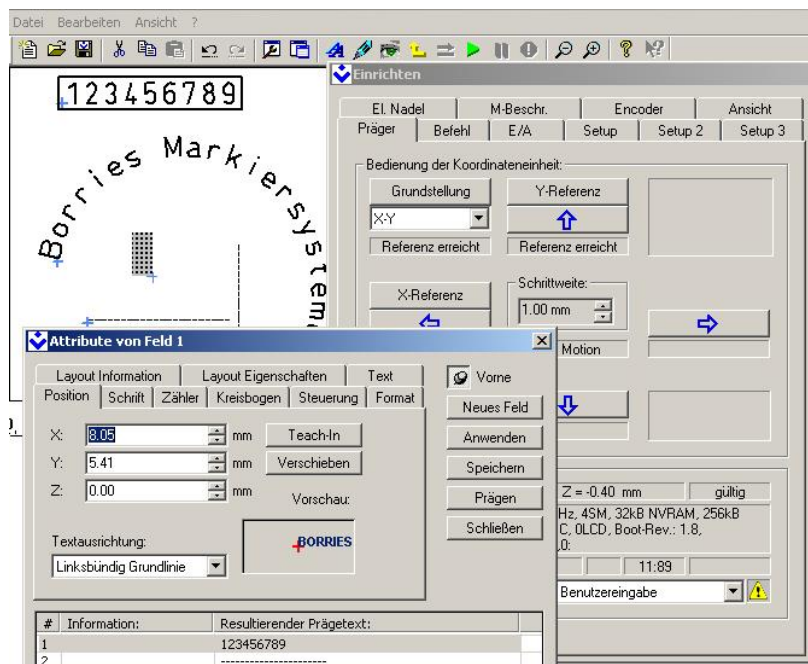 Datei Bearbeiten Ansicht ?
Einrichten
123456789
Borries Markiersysteme
El. Nadel M-Beschr. Encoder Ansicht
Präger Befehl E/A Setup Setup 2 Setup 3
Bedienung der Koordinateneinheit:
Grundstellung Y-Referenz
X-Y
Referenz erreicht Referenz erreicht
Schrittweite:
X-Referenz
1.00 mm
Motion
Attribute von Feld 1
Layout Information Layout Eigenschaften Text
Position Schrift Zähler Kreisbogen Steuerung Format
X: 8.05 mm Teach-In
Y: 5.41 mm Verschieben
Z: 0.00 mm
Vorschau:
BORRIES
Textausrichtung:
Linksbündig Grundlinie
Vorne
Neues Feld
Anwenden
Speichern
Prägen
Schließen
Z = -0.40 mm gültig
Hz, 4SM, 32kB NVRAM, 256kB
C, 0LCD, Boot-Rev.: 1.8,
,0:
11:89
Benutzereingabe
# Information: Resultierender Prägetext:
1 123456789
2 ---------------------